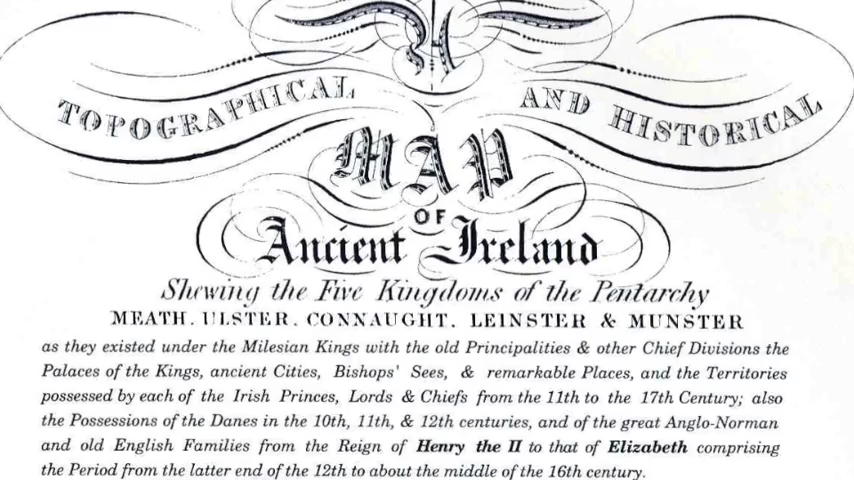 A
TOPOGRAPHICAL AND HISTORICAL
MAP
OF
Ancient Ireland
Shewing the Five Kingdoms of the Pentarchy
MEATH. ULSTER. CONNAUGHT. LEINSTER & MUNSTER
as they existed under the Milesian Kings with the old Principalities & other Chief Divisions the
Palaces of the Kings, ancient Cities, Bishops' Sees, & remarkable Places, and the Territories
possessed by each of the Irish Princes, Lords & Chiefs from the 11th to the 17th Century; also
the Possessions of the Danes in the 10th, 11th, & 12th centuries, and of the great Anglo-Norman
and old English Families from the Reign of Henry the II to that of Elizabeth comprising
the Period from the latter end of the 12th to about the middle of the 16th century.